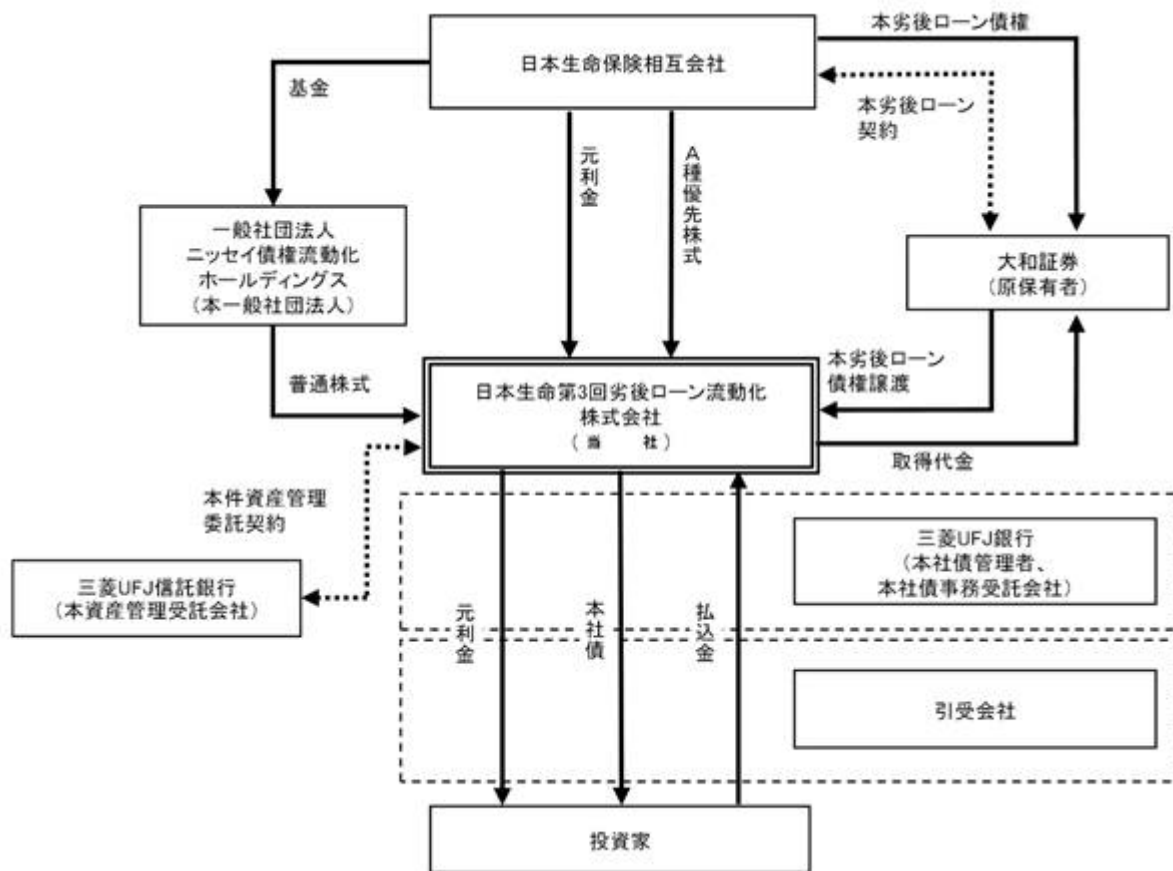 本劣後ローン債権
日本生命保険相互会社
基金
本劣後ローン
契約
元利金
A種優先株式
一般社団法人
ニッセイ債権流動化
ホールディングス
(本一般社団法人)
大和証券
(原保有者)
普通株式
日本生命第3回劣後ローン流動化
株式会社
(当 社)
本劣後ローン
債権譲渡
取得代金
本件資産管理
委託契約
三菱UFJ信託銀行
(本資産管理受託会社)
三菱UFJ銀行
(本社債管理者、
本社債事務受託会社)
元利金
本社債
払込金
引受会社
投資家